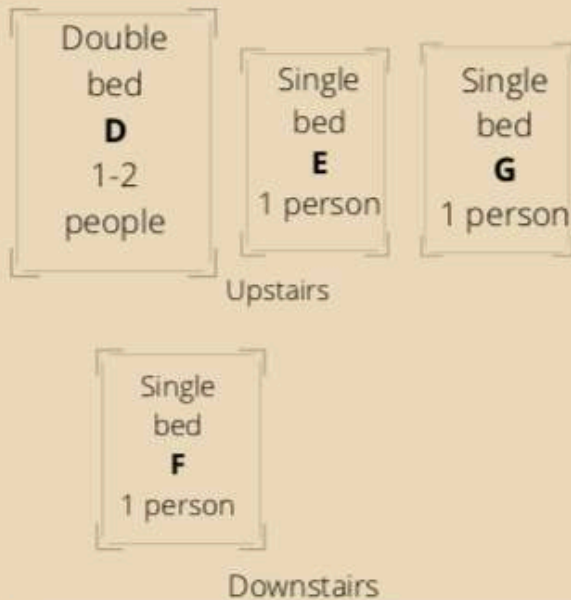 Double
bed
D
1-2
people
Single
bed
E
1 person
Single
bed
G
1 person
Upstairs
Single
bed
F
1 person
Downstairs